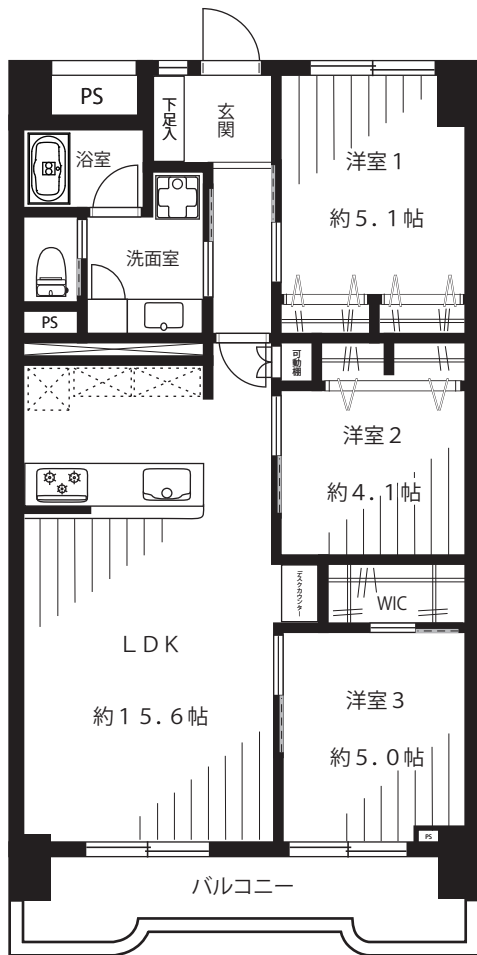 PS
下足入
玄関
浴室
洋室1
約5.1帖
洗面室
PS
可動棚
洋室2
約4.1帖
デスクカウンター
WIC
LDK
約15.6帖
洋室3
約5.0帖
PS
バルコニー